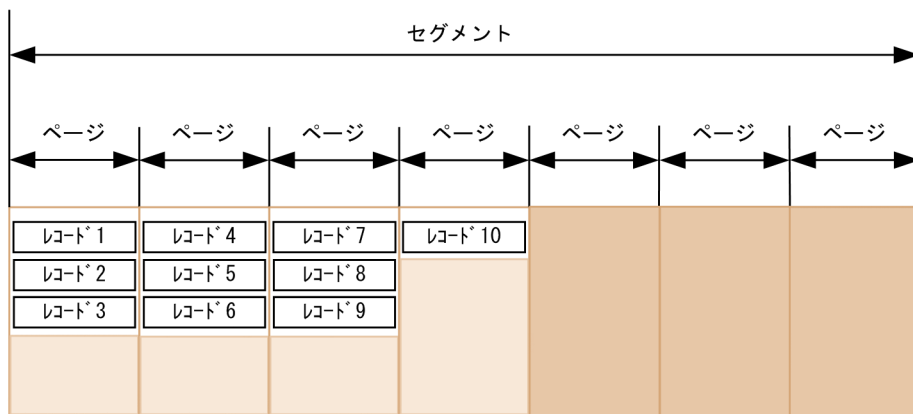 セグメント
ページ ページ ページ ページ ページ ページ ページ
ﾚｺｰﾄﾞ1 ﾚｺｰﾄﾞ4 ﾚｺｰﾄﾞ7 ﾚｺｰﾄﾞ10
ﾚｺｰﾄﾞ2 ﾚｺｰﾄﾞ5 ﾚｺｰﾄﾞ8
ﾚｺｰﾄﾞ3 ﾚｺｰﾄﾞ6 ﾚｺｰﾄﾞ9